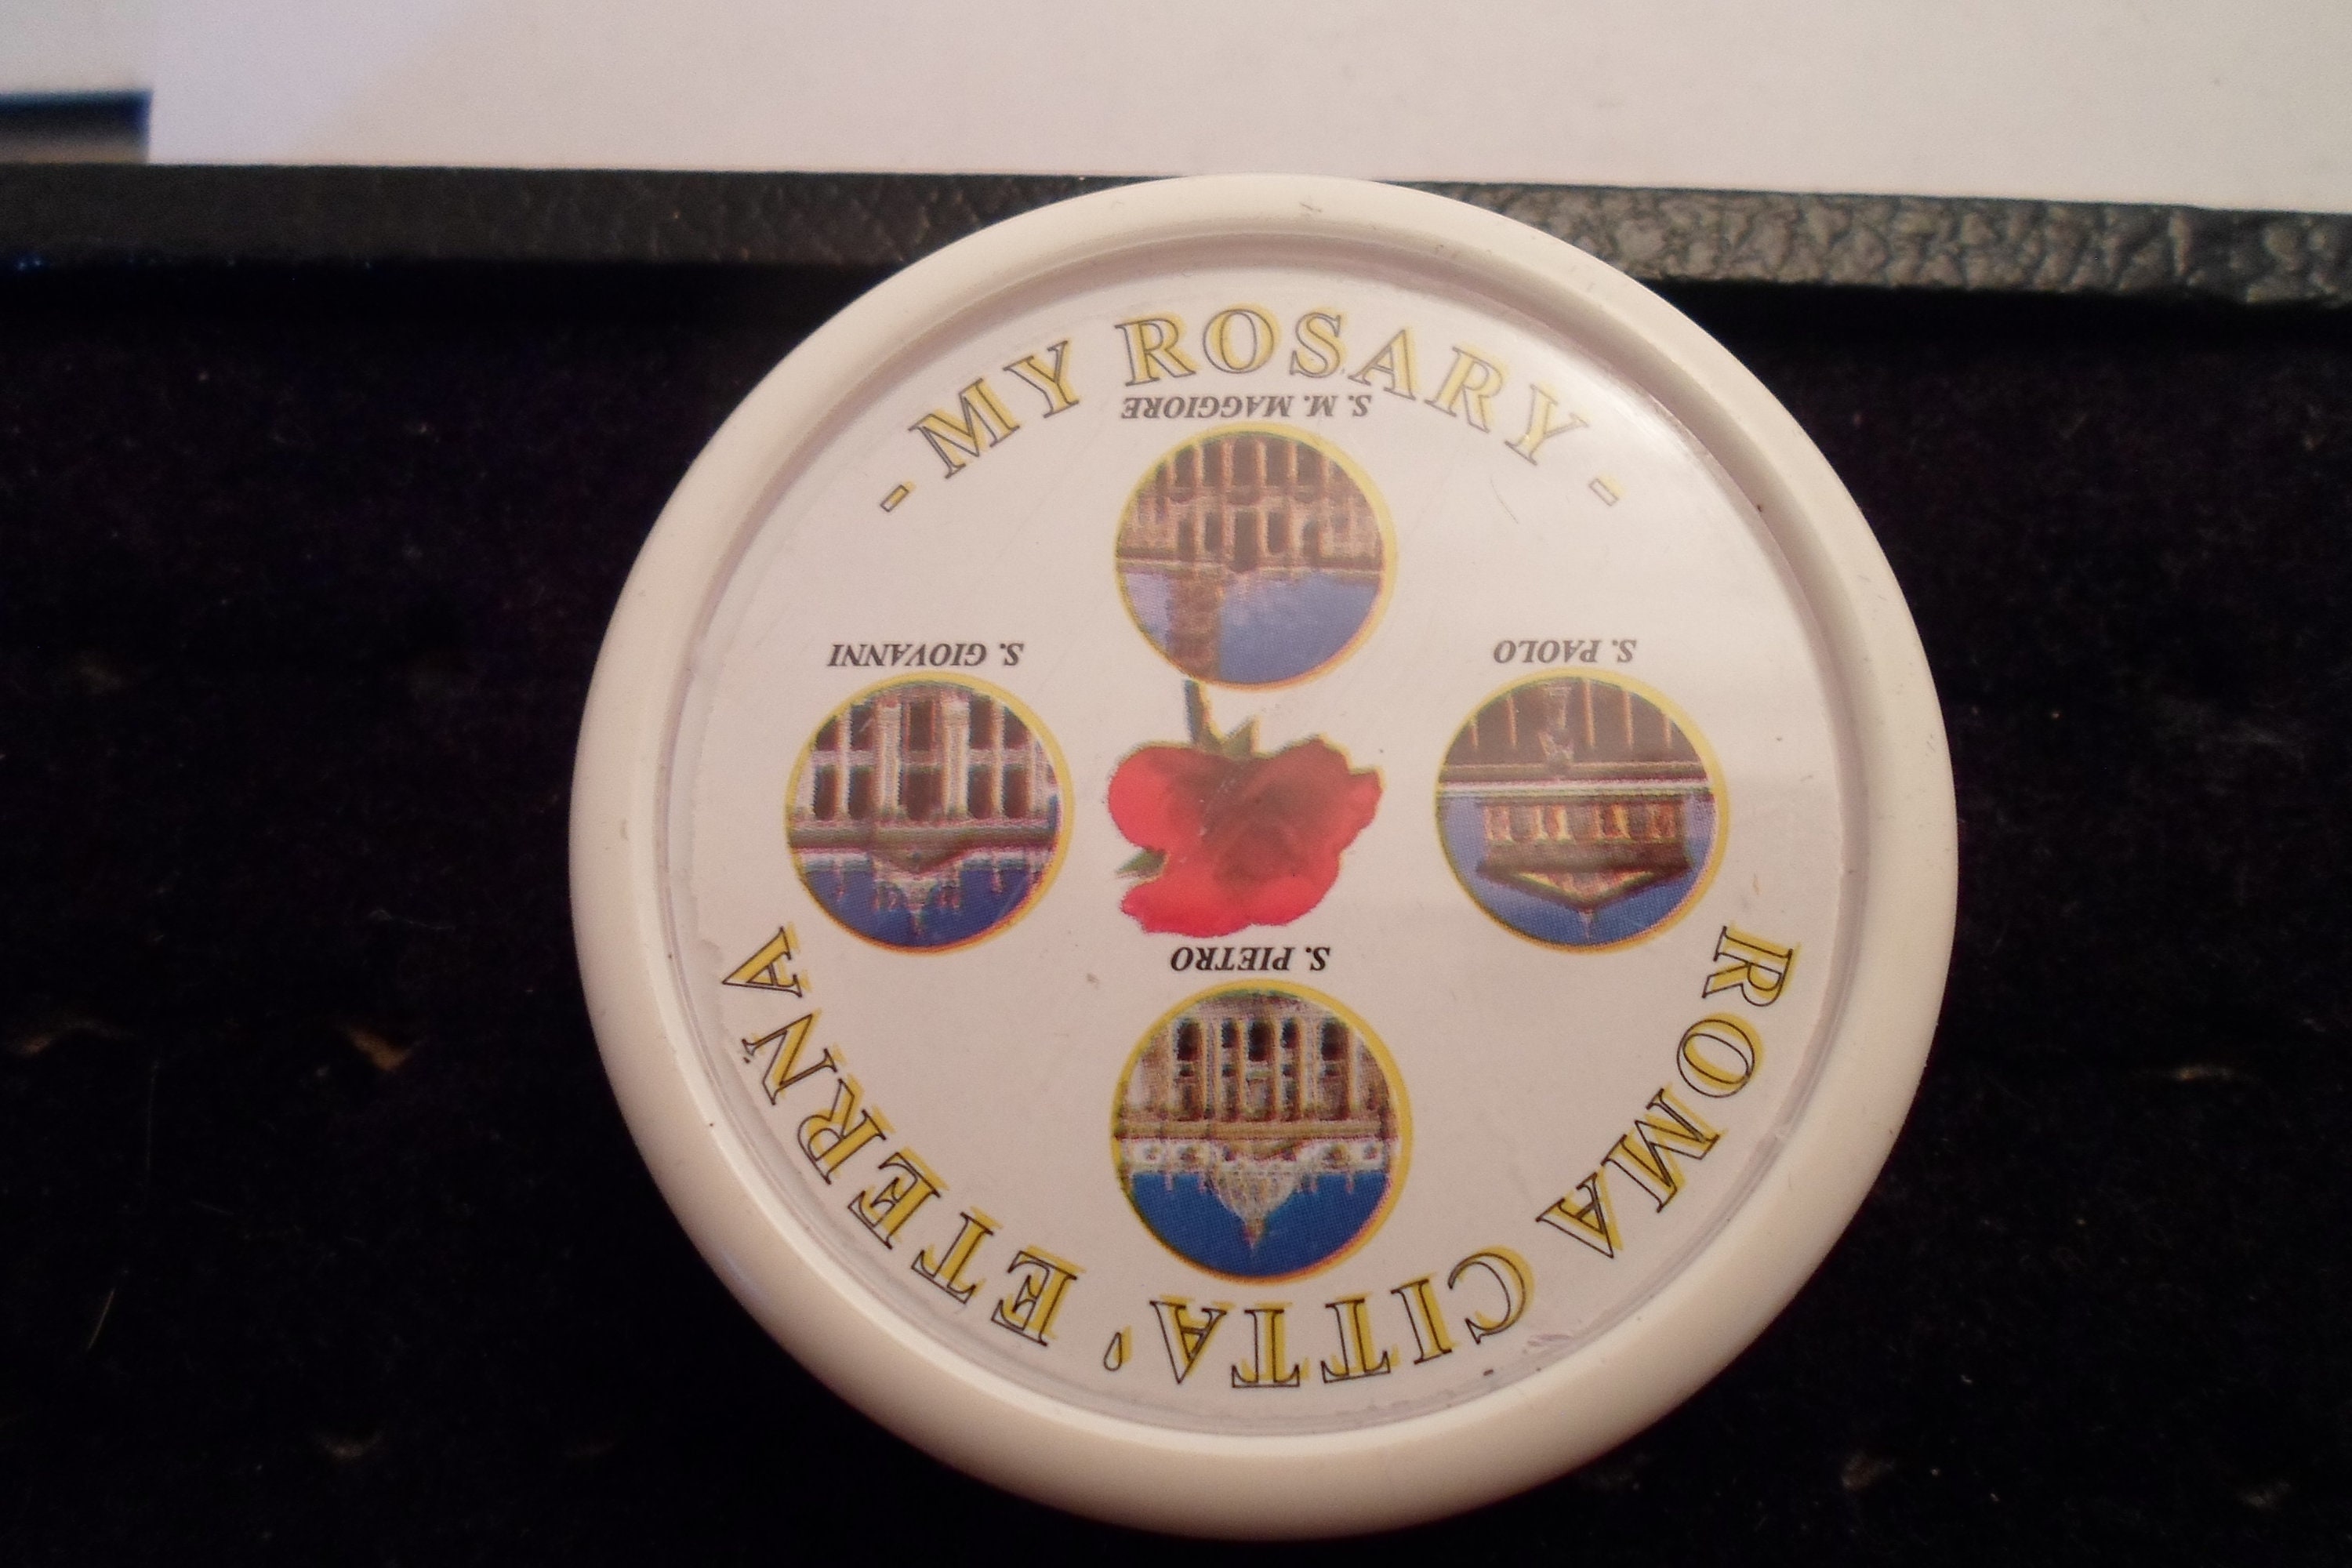 ROMA CITTA' ETERNA
S. PIETRO
S. PAOLO
S. GIOVANNI
S. M. MAGGIORE
- MY ROSARY -